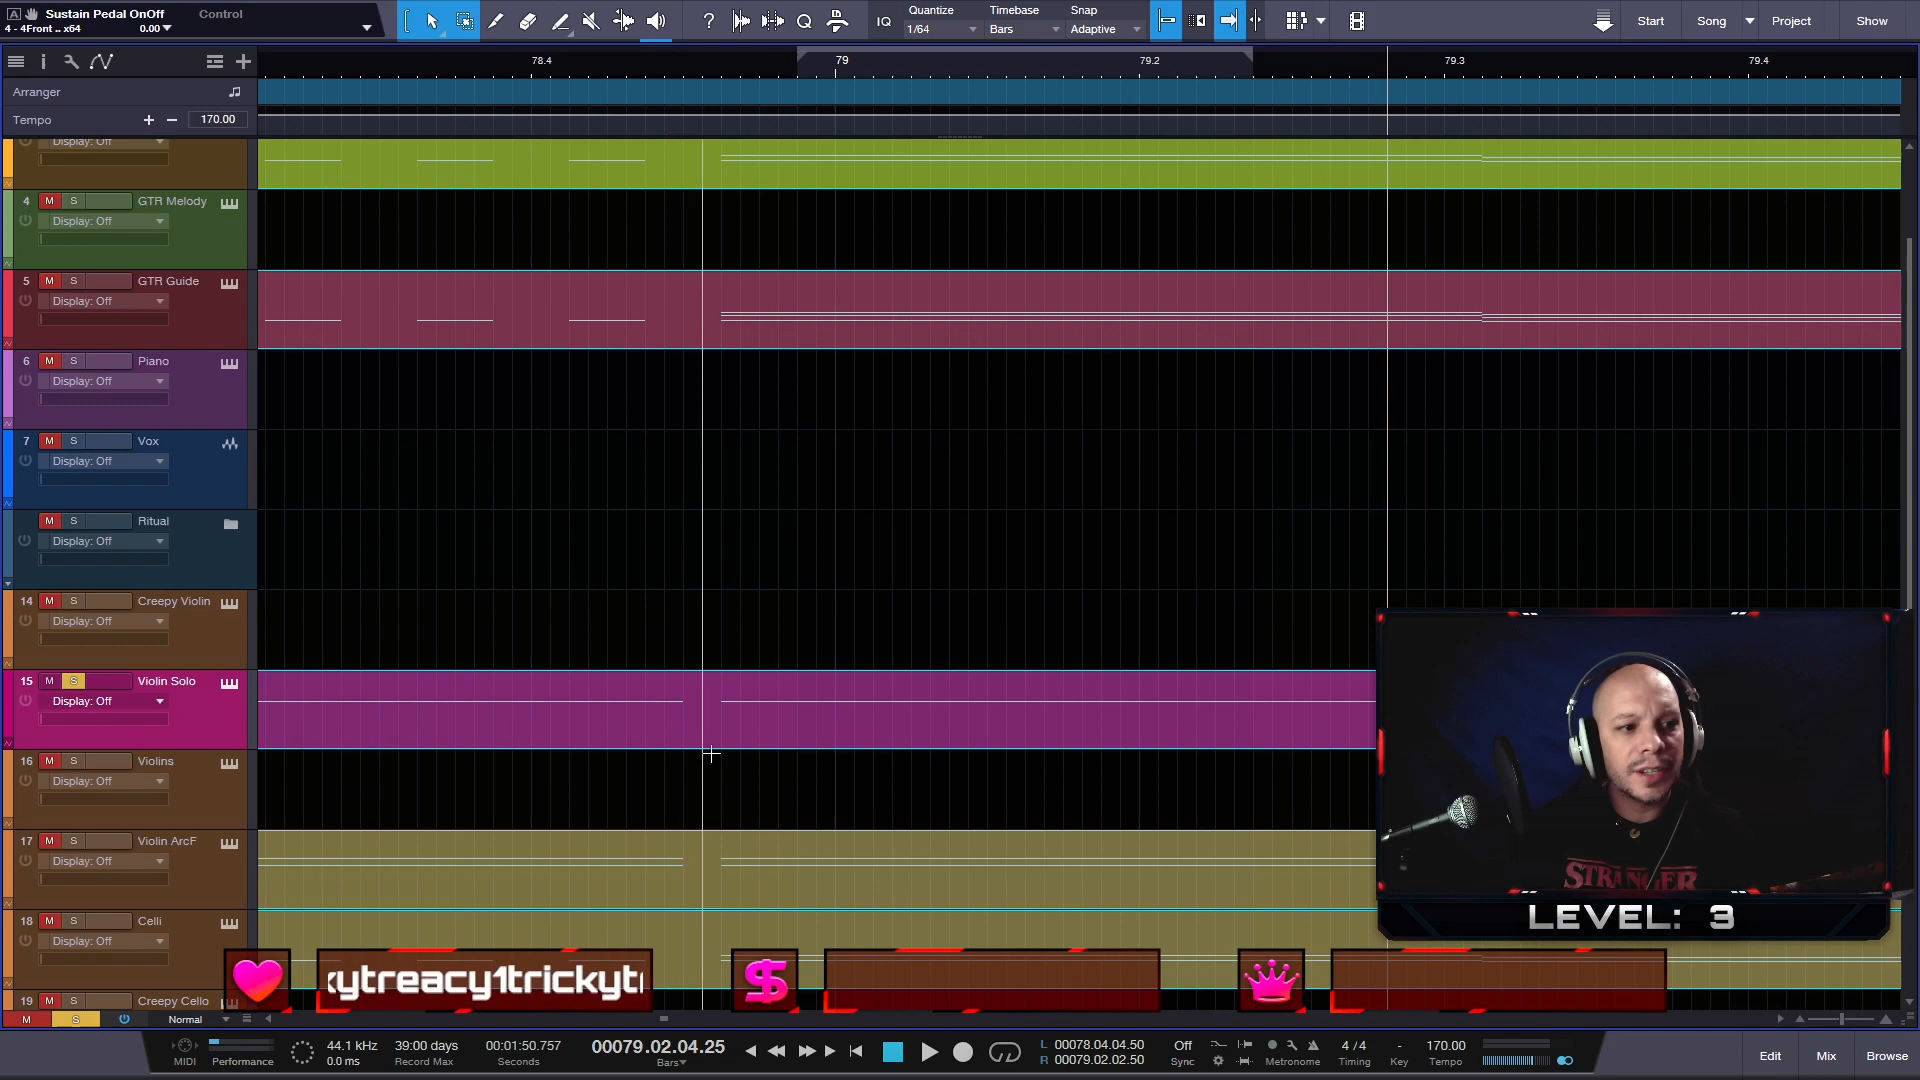 Sustain Pedal OnOff Control
4 - 4Front .. x64 0.00
IQ Quantize Timebase Snap
1/64 Bars Adaptive
Start Song Project Show
78.4 79 79.2 79.3 79.4
Arranger
Tempo + − 170.00
Display: Off
4 M S GTR Melody
Display: Off
5 M S GTR Guide
Display: Off
6 M S Piano
Display: Off
7 M S Vox
Display: Off
M S Ritual
Display: Off
14 M S Creepy Violin
Display: Off
15 M S Violin Solo
Display: Off
16 M S Violins
Display: Off
17 M S Violin ArcF
Display: Off
18 M S Celli
Display: Off
19 M S Creepy Cello
STRANGER
LEVEL: 3
kytreacy1trickyt
M S Normal
MIDI Performance
44.1 kHz
0.0 ms
39:00 days
Record Max
00:01:50.757
Seconds
00079.02.04.25
Bars
L 00078.04.04.50
R 00079.02.02.50
Off
Sync
Metronome
4 / 4
Timing
-
Key
170.00
Tempo
Edit Mix Browse